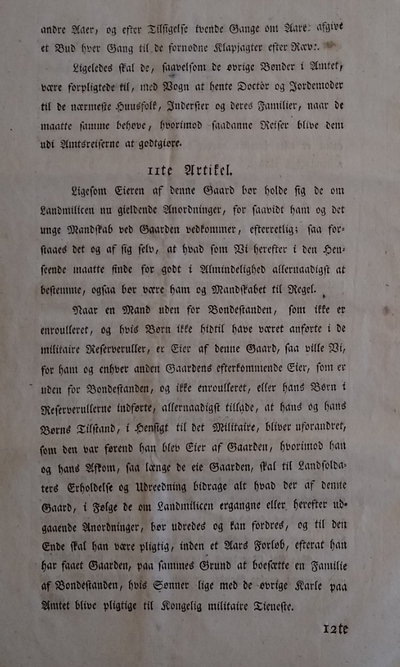 andre Aaer, og efter Tilsigelse tvende Gange om Aaret afgive
et Bud hver Gang til de fornødne Klapjagter efter Ræve.
Ligeledes skal de, saavelsom de øvrige Bønder i Amtet,
være forpligtede til, med Vogn at hente Doctor og Jordemoder
til de nærmeste Huusfolk, Inderster og deres Familier, naar de
maatte samme behøve, hvorimod saadanne Reiser blive dem
udi Amtsreiserne at godtgiøre.
11te Artikel.
Ligesom Eieren af denne Gaard bør holde sig de om
Landmilicen nu gieldende Anordninger, for saavidt ham og det
unge Mandskab ved Gaarden vedkommer, efterrettlig; saa for-
staaes det og af sig selv, at hvad som Vi herefter i den Hen-
seende maatte finde for godt i Almindelighed allernaadigst at
bestemme, ogsaa bør være ham og Mandskabet til Regel.
Naar en Mand uden for Bondestanden, som ikke er
enroulleret, og hvis Børn ikke hidtil have været anførte i de
militaire Reserveruller, er Eier af denne Gaard, saa ville Vi,
for ham og enhver anden Gaardens efterkommende Eier, som er
uden for Bondestanden, og ikke enroulleret, eller hans Børn i
Reserverullerne indførte, allernaadigst tillade, at hans og hans
Børns Tilstand, i Hensigt til det Militaire, bliver uforandret,
som den var førend han blev Eier af Gaarden, hvorimod han
og hans Afkom, saa længe de eie Gaarden, skal til Landsolda-
ters Erholdelse og Udreedning bidrage alt hvad der af denne
Gaard, i Følge de om Landmilicen ergangne eller herefter ud-
gaaende Anordninger, bør udredes og kan fordres, og til den
Ende skal han være pligtig, inden et Aars Forløb, efterat han
har faaet Gaarden, paa sammes Grund at boesætte en Familie
af Bondestanden, hvis Sønner lige med de øvrige Karle paa
Amtet blive pligtige til Kongelig militaire Tieneste.
12te